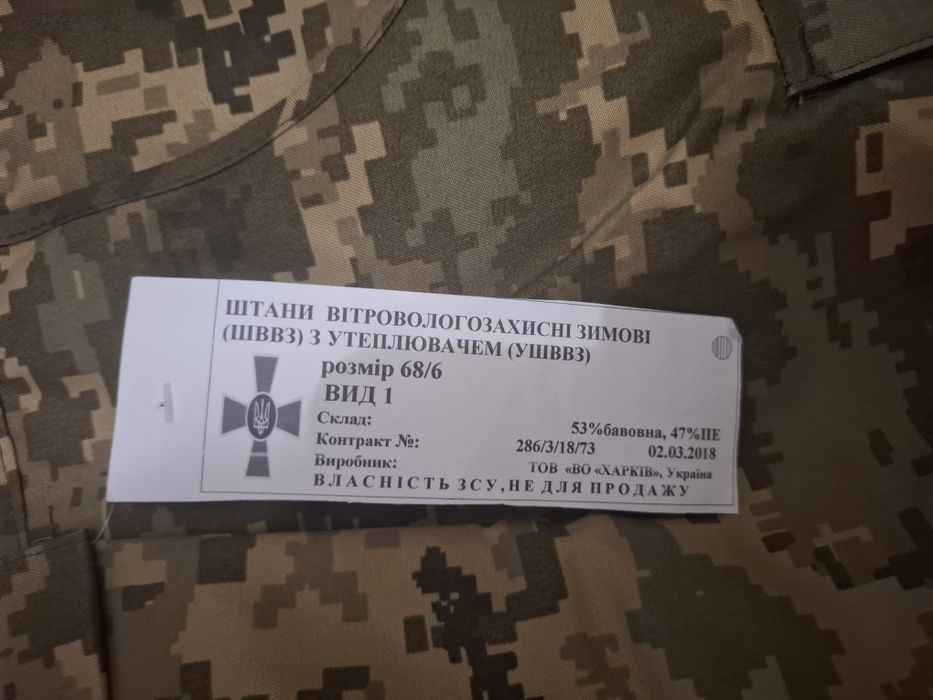 ШТАНИ ВІТРОВОЛОГОЗАХИСНІ ЗИМОВІ
(ШВВЗ) З УТЕПЛЮВАЧЕМ (УШВВЗ)
розмір 68/6
ВИД 1
Склад: 53%бавовна, 47%ПЕ
Контракт №: 286/3/18/73 02.03.2018
Виробник: ТОВ «ВО «ХАРКІВ», Україна
ВЛАСНІСТЬ ЗСУ, НЕ ДЛЯ ПРОДАЖУ